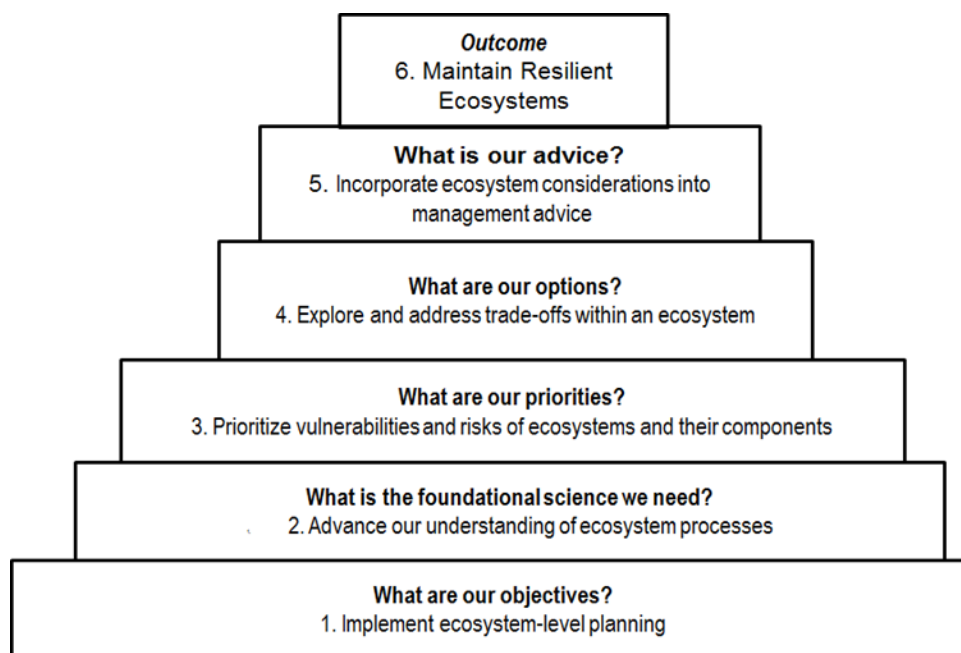 Outcome
6. Maintain Resilient
Ecosystems
What is our advice?
5. Incorporate ecosystem considerations into
management advice
What are our options?
4. Explore and address trade-offs within an ecosystem
What are our priorities?
3. Prioritize vulnerabilities and risks of ecosystems and their components
What is the foundational science we need?
2. Advance our understanding of ecosystem processes
What are our objectives?
1. Implement ecosystem-level planning